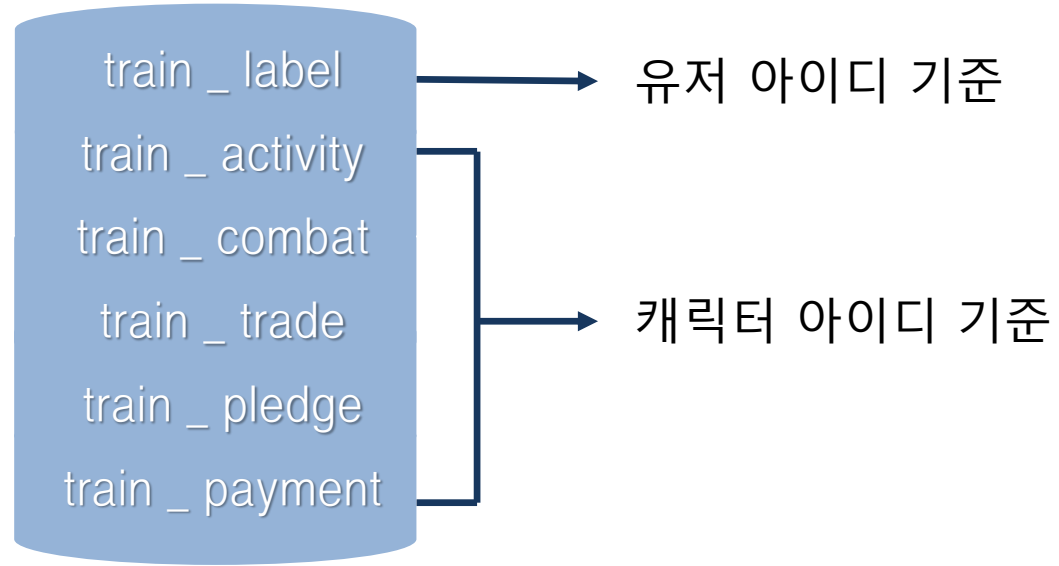 train _ label
유저 아이디 기준
train _ activity
train _ combat
train _ trade
캐릭터 아이디 기준
train _ pledge
train _ payment